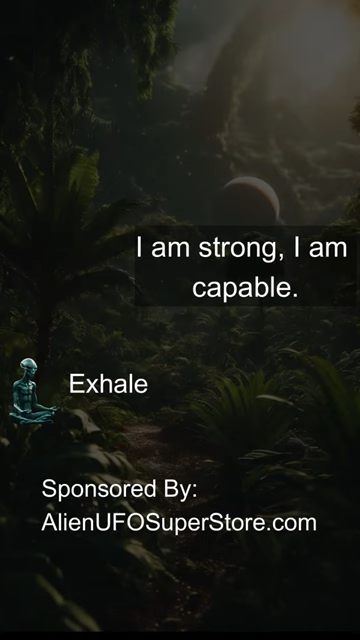 I am strong, I am
capable.
Exhale
Sponsored By:
AlienUFOSuperStore.com